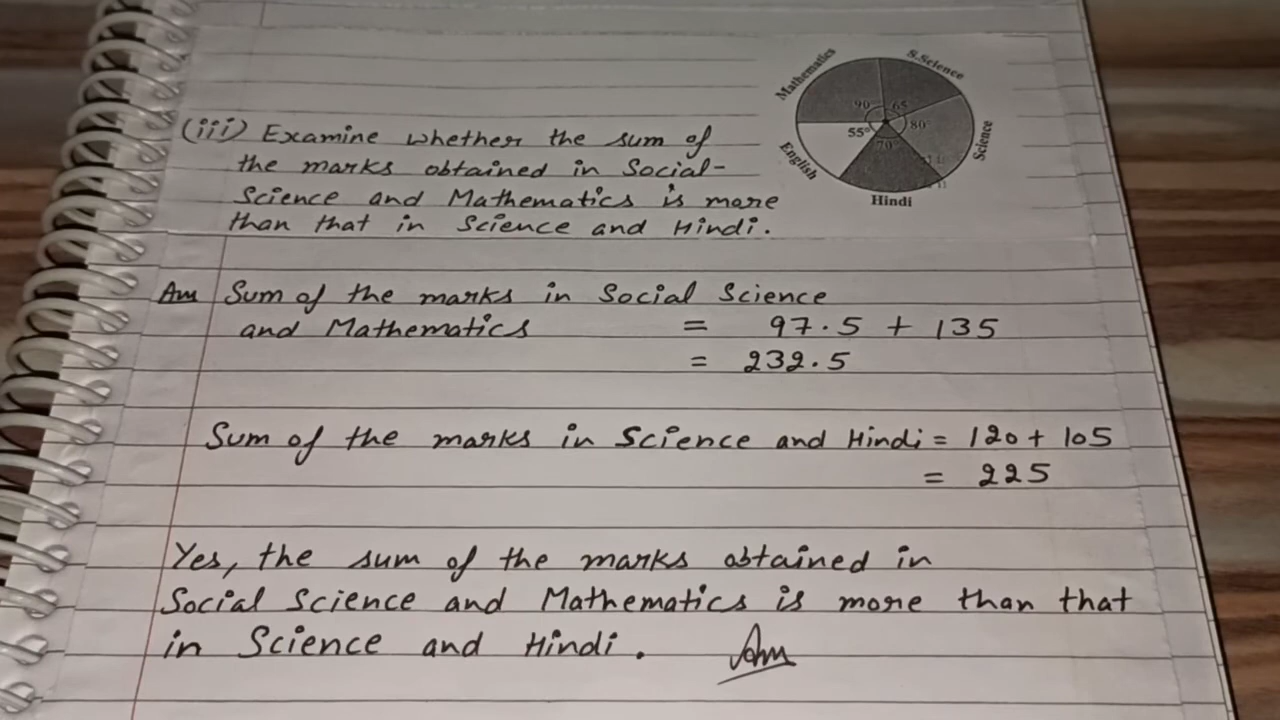 Mathematics
S.Science
90°
65
55°
80
70
English
Science
Hindi
(iii) Examine whether the sum of
the marks obtained in Social-
Science and Mathematics is more
than that in Science and Hindi.
Ans Sum of the marks in Social Science
and Mathematics = 97.5 + 135
= 232.5
Sum of the marks in Science and Hindi = 120 + 105
= 225
Yes, the sum of the marks obtained in
Social Science and Mathematics is more than that
in Science and Hindi. Ans